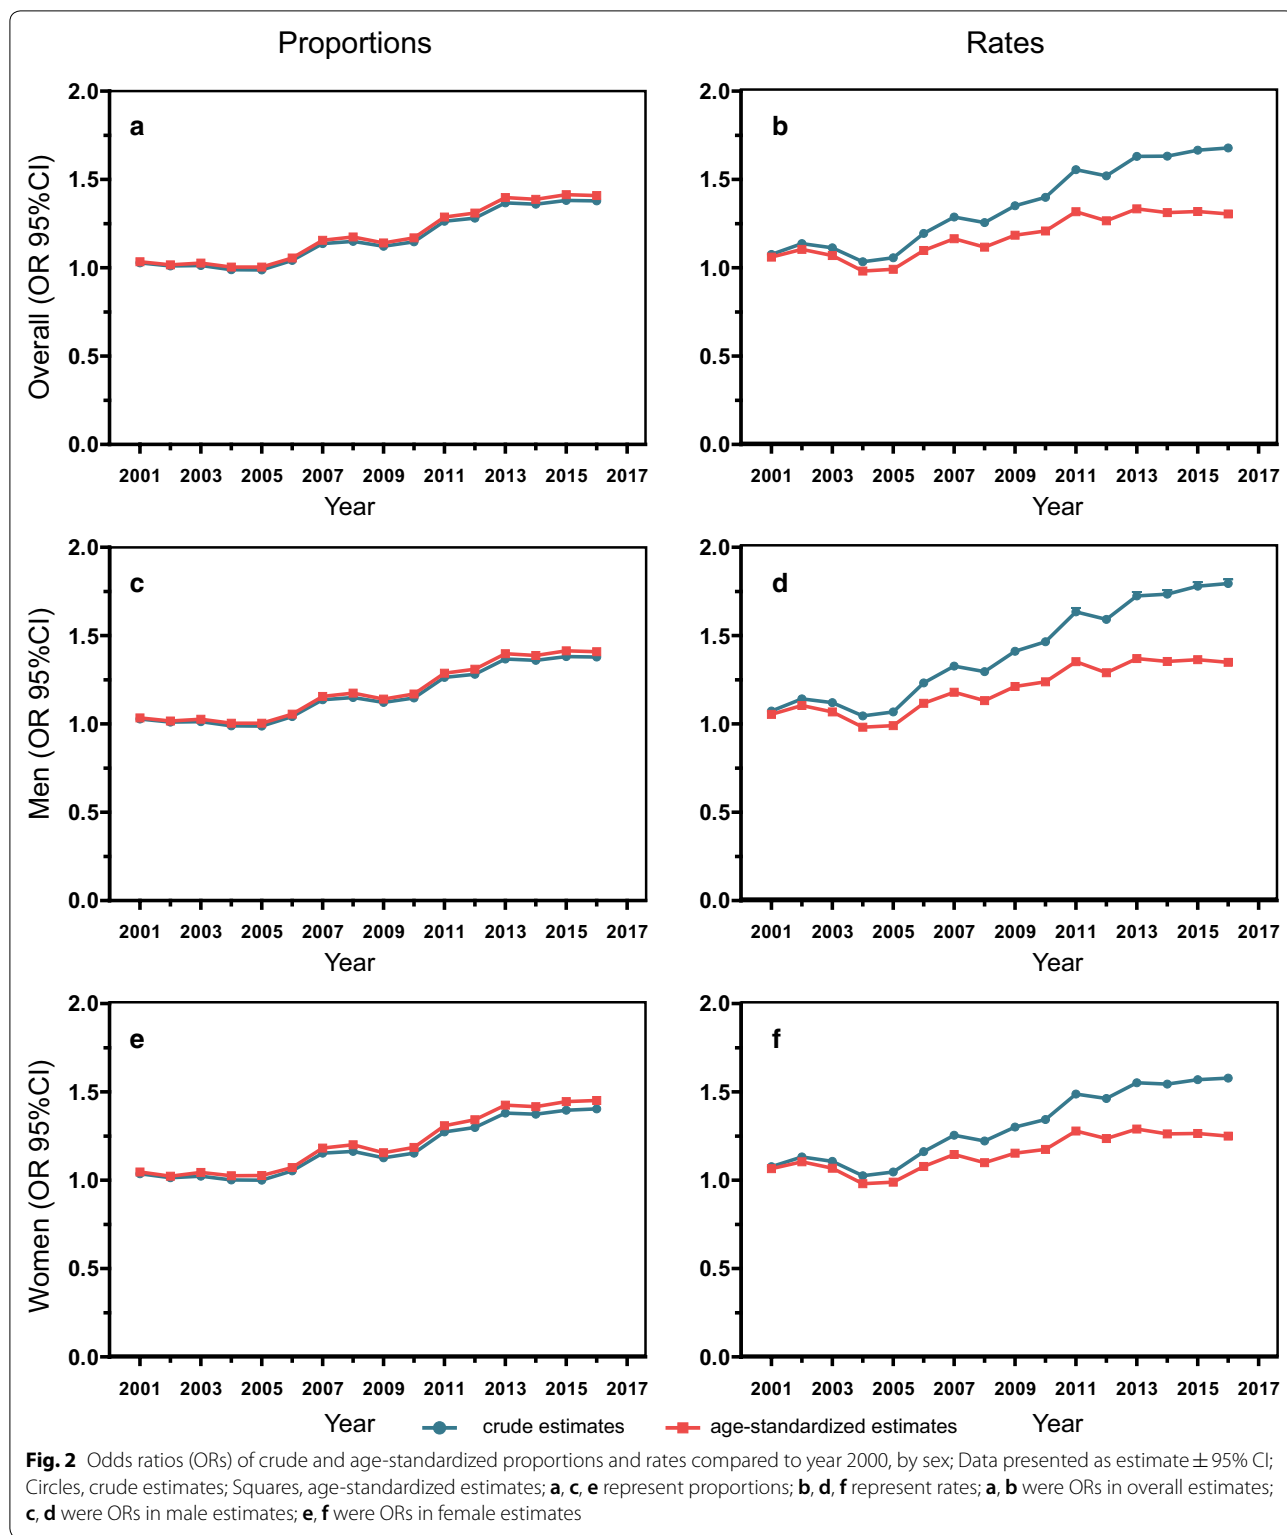 Proportions
Rates
Overall (OR 95%CI)
2.0
1.5
1.0
0.5
0.0
a
2001 2003 2005 2007 2009 2011 2013 2015 2017
Year
2.0
1.5
1.0
0.5
0.0
b
2001 2003 2005 2007 2009 2011 2013 2015 2017
Year
Men (OR 95%CI)
2.0
1.5
1.0
0.5
0.0
c
2001 2003 2005 2007 2009 2011 2013 2015 2017
Year
2.0
1.5
1.0
0.5
0.0
d
2001 2003 2005 2007 2009 2011 2013 2015 2017
Year
Women (OR 95%CI)
2.0
1.5
1.0
0.5
0.0
e
2001 2003 2005 2007 2009 2011 2013 2015 2017
Year
2.0
1.5
1.0
0.5
0.0
f
2001 2003 2005 2007 2009 2011 2013 2015 2017
Year
crude estimates
age-standardized estimates
Fig. 2 Odds ratios (ORs) of crude and age-standardized proportions and rates compared to year 2000, by sex; Data presented as estimate ± 95% CI;
Circles, crude estimates; Squares, age-standardized estimates; a, c, e represent proportions; b, d, f represent rates; a, b were ORs in overall estimates;
c, d were ORs in male estimates; e, f were ORs in female estimates